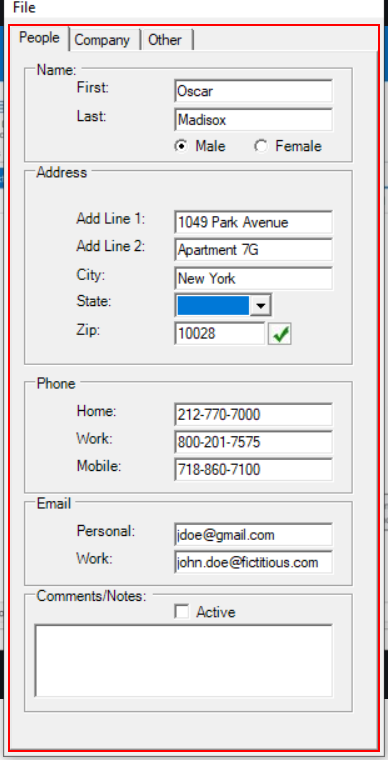 File
People Company Other
Name:
First: Oscar
Last: Madisox
Male Female
Address
Add Line 1: 1049 Park Avenue
Add Line 2: Apartment 7G
City: New York
State:
Zip: 10028
Phone
Home: 212-770-7000
Work: 800-201-7575
Mobile: 718-860-7100
Email
Personal: jdoe@gmail.com
Work: john.doe@fictitious.com
Comments/Notes:
Active